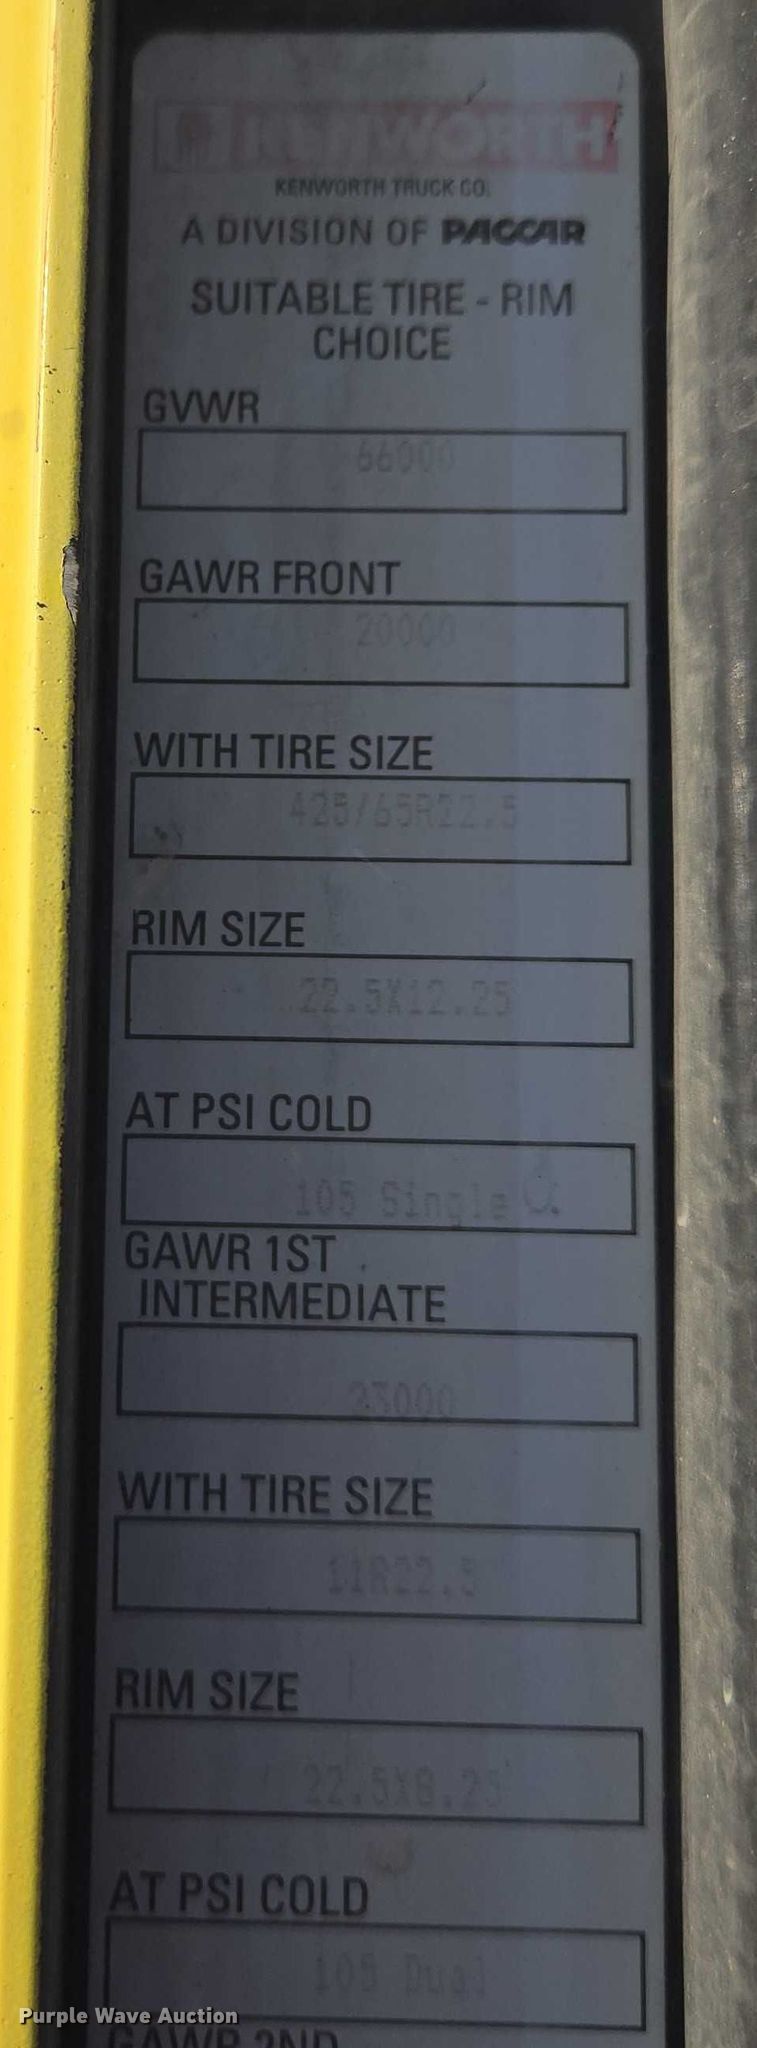 KENWORTH
KENWORTH TRUCK CO.
A DIVISION OF PACCAR
SUITABLE TIRE - RIM
CHOICE
GVWR
66000
GAWR FRONT
20000
WITH TIRE SIZE
425/65R22.5
RIM SIZE
22.5X12.25
AT PSI COLD
105 Single
GAWR 1ST
INTERMEDIATE
23000
WITH TIRE SIZE
11R22.5
RIM SIZE
22.5X8.25
AT PSI COLD
105 Dual
GAWR 2ND
Purple Wave Auction